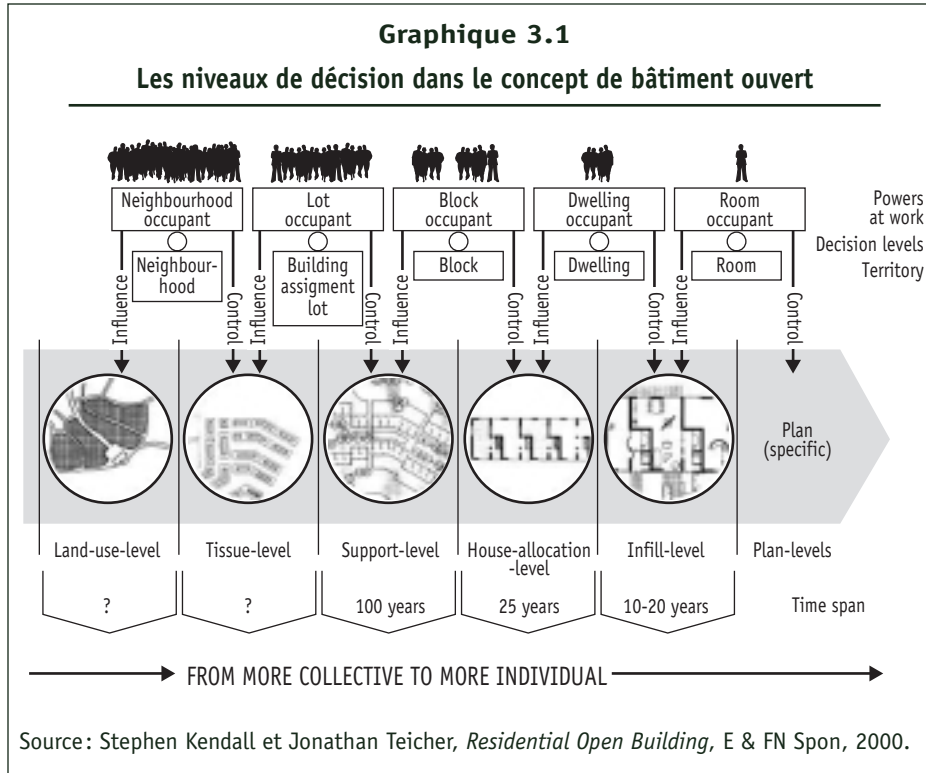 Graphique 3.1
Les niveaux de décision dans le concept de bâtiment ouvert
Neighbourhood
occupant
Lot
occupant
Block
occupant
Dwelling
occupant
Room
occupant
Powers
at work
Decision levels
Territory
Neighbour-
hood
Building
assigment
lot
Block
Dwelling
Room
Influence
Control
Influence
Control
Influence
Control
Influence
Control
Influence
Control
Plan
(specific)
Land-use-level
Tissue-level
Support-level
House-allocation
-level
Infill-level
Plan-levels
?
?
100 years
25 years
10-20 years
Time span
FROM MORE COLLECTIVE TO MORE INDIVIDUAL
Source: Stephen Kendall et Jonathan Teicher, Residential Open Building, E & FN Spon, 2000.